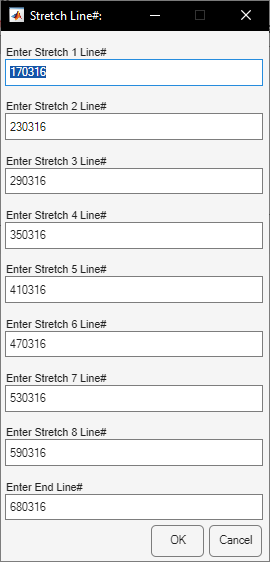 Stretch Line#:
Enter Stretch 1 Line#
170316
Enter Stretch 2 Line#
230316
Enter Stretch 3 Line#
290316
Enter Stretch 4 Line#
350316
Enter Stretch 5 Line#
410316
Enter Stretch 6 Line#
470316
Enter Stretch 7 Line#
530316
Enter Stretch 8 Line#
590316
Enter End Line#
680316
OK Cancel